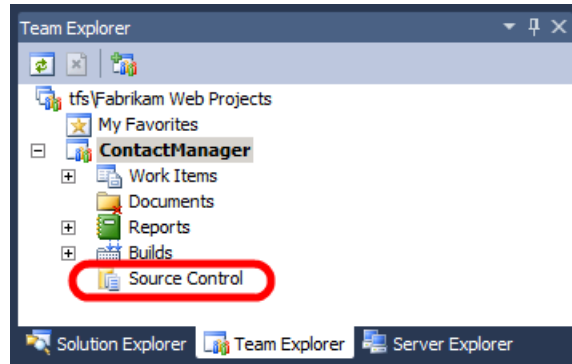 Team Explorer
tfs\Fabrikam Web Projects
My Favorites
ContactManager
Work Items
Documents
Reports
Builds
Source Control
Solution Explorer Team Explorer Server Explorer